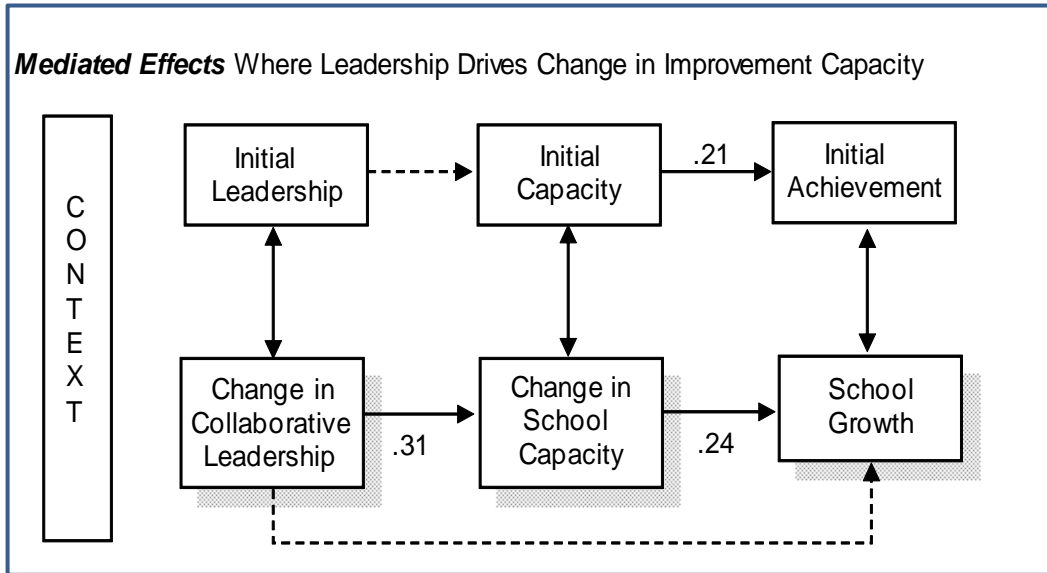 Mediated Effects Where Leadership Drives Change in Improvement Capacity
C
O
N
T
E
X
T
Initial
Leadership
Initial
Capacity
.21
Initial
Achievement
Change in
Collaborative
Leadership
.31
Change in
School
Capacity
.24
School
Growth